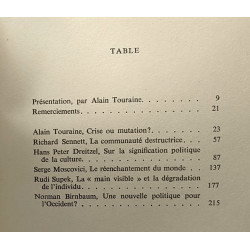 TABLE
Présentation, par Alain Touraine. . . . . . . . . 9
Remerciements . . . . . . . . . . . . . . . . 21
Alain Touraine, Crise ou mutation? . . . . . . . . 23
Richard Sennett, La communauté destructrice . . . . 57
Hans Peter Dreitzel, Sur la signification politique
de la culture. . . . . . . . . . . . . . . . . 87
Serge Moscovici, Le réenchantement du monde . . 137
Rudi Supek, La « main visible » et la dégradation
de l'individu . . . . . . . . . . . . . . . . 177
Norman Birnbaum, Une nouvelle politique pour
l'Occident? . . . . . . . . . . . . . . . . . 215